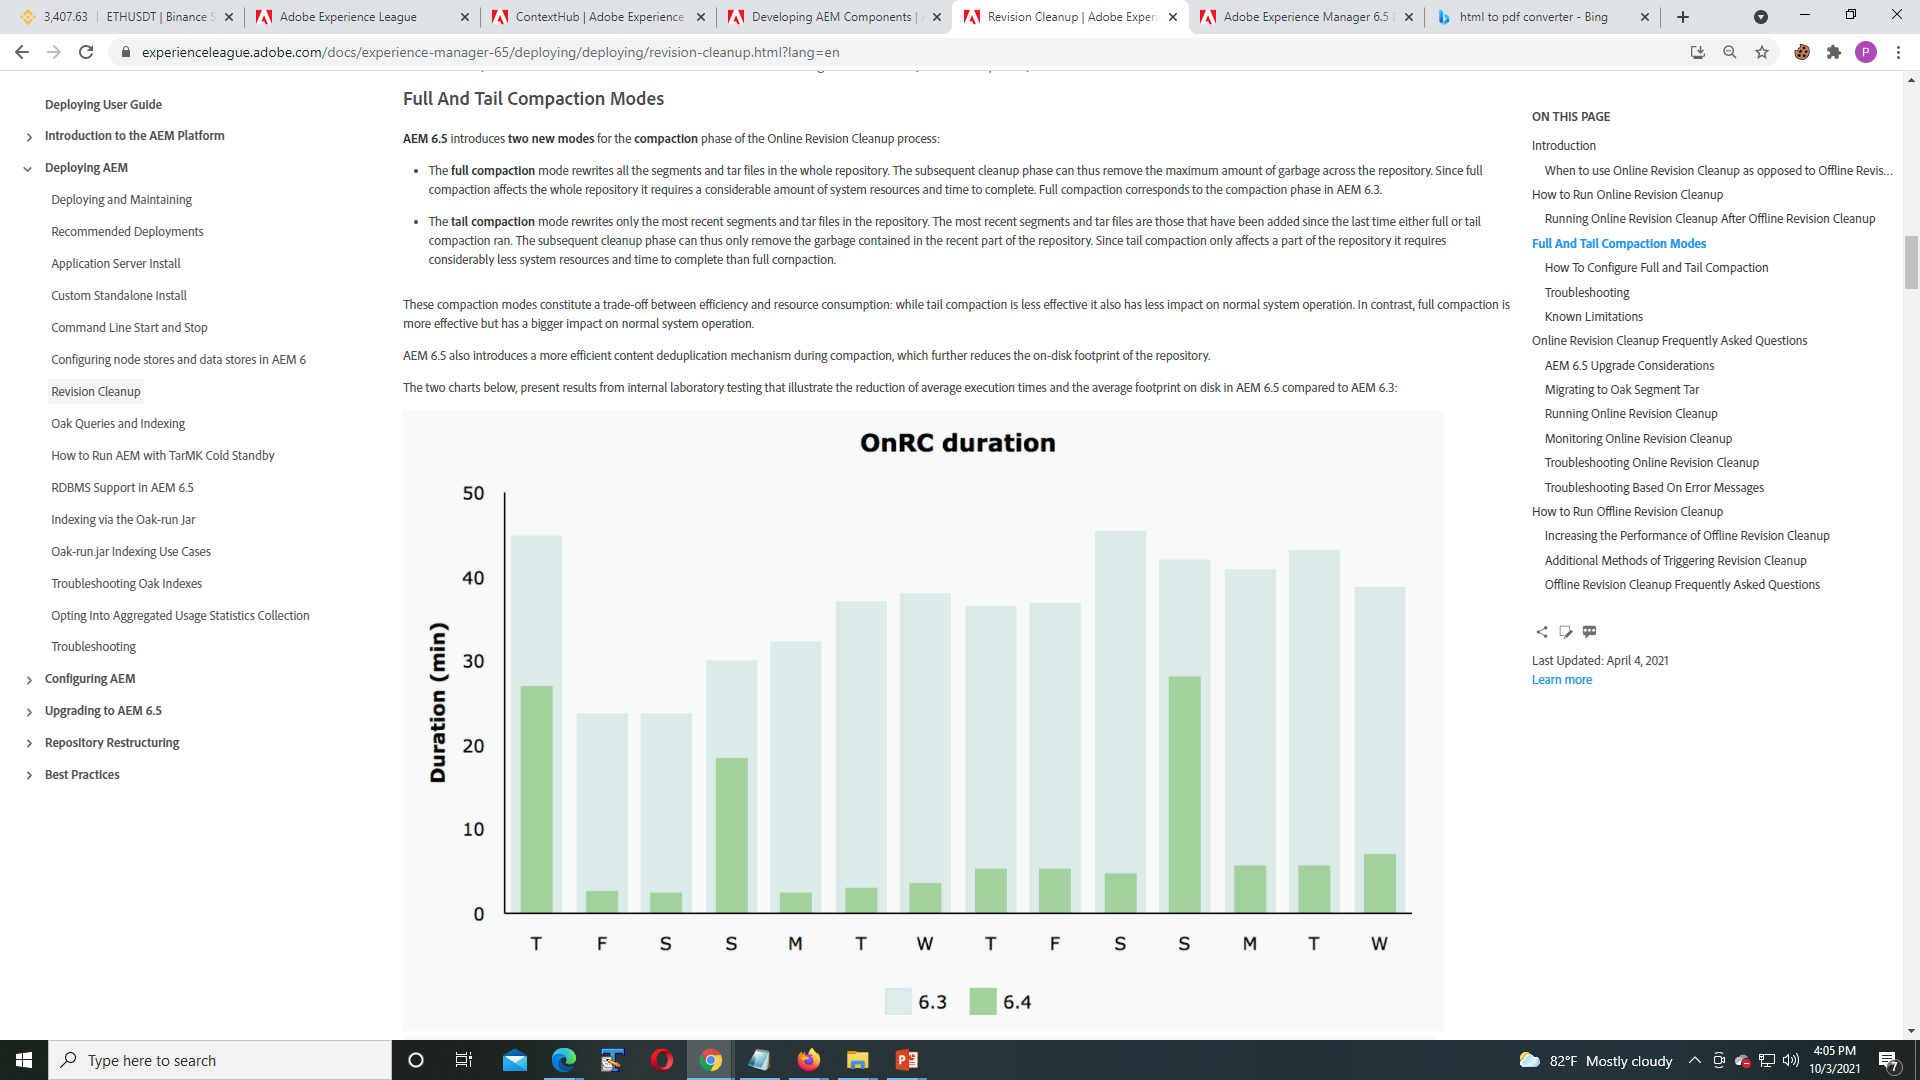 3,407.63 ETHUSDT | Binance S
Adobe Experience League
ContextHub | Adobe Experience
Developing AEM Components |
Revision Cleanup | Adobe Experi
Adobe Experience Manager 6.5
html to pdf converter - Bing
experienceleague.adobe.com/docs/experience-manager-65/deploying/deploying/revision-cleanup.html?lang=en
P
Deploying User Guide
Introduction to the AEM Platform
Deploying AEM
Deploying and Maintaining
Recommended Deployments
Application Server Install
Custom Standalone Install
Command Line Start and Stop
Configuring node stores and data stores in AEM 6
Revision Cleanup
Oak Queries and Indexing
How to Run AEM with TarMK Cold Standby
RDBMS Support in AEM 6.5
Indexing via the Oak-run Jar
Oak-run.jar Indexing Use Cases
Troubleshooting Oak Indexes
Opting Into Aggregated Usage Statistics Collection
Troubleshooting
Configuring AEM
Upgrading to AEM 6.5
Repository Restructuring
Best Practices
Full And Tail Compaction Modes
AEM 6.5 introduces two new modes for the compaction phase of the Online Revision Cleanup process:
• The full compaction mode rewrites all the segments and tar files in the whole repository. The subsequent cleanup phase can thus remove the maximum amount of garbage across the repository. Since full
compaction affects the whole repository it requires a considerable amount of system resources and time to complete. Full compaction corresponds to the compaction phase in AEM 6.3.
• The tail compaction mode rewrites only the most recent segments and tar files in the repository. The most recent segments and tar files are those that have been added since the last time either full or tail
compaction ran. The subsequent cleanup phase can thus only remove the garbage contained in the recent part of the repository. Since tail compaction only affects a part of the repository it requires
considerably less system resources and time to complete than full compaction.
These compaction modes constitute a trade-off between efficiency and resource consumption: while tail compaction is less effective it also has less impact on normal system operation. In contrast, full compaction is
more effective but has a bigger impact on normal system operation.
AEM 6.5 also introduces a more efficient content deduplication mechanism during compaction, which further reduces the on-disk footprint of the repository.
The two charts below, present results from internal laboratory testing that illustrate the reduction of average execution times and the average footprint on disk in AEM 6.5 compared to AEM 6.3:
OnRC duration
Duration (min)
50
40
30
20
10
0
T F S S M T W T F S S M T W
6.3 6.4
ON THIS PAGE
Introduction
When to use Online Revision Cleanup as opposed to Offline Revis...
How to Run Online Revision Cleanup
Running Online Revision Cleanup After Offline Revision Cleanup
Full And Tail Compaction Modes
How To Configure Full and Tail Compaction
Troubleshooting
Known Limitations
Online Revision Cleanup Frequently Asked Questions
AEM 6.5 Upgrade Considerations
Migrating to Oak Segment Tar
Running Online Revision Cleanup
Monitoring Online Revision Cleanup
Troubleshooting Online Revision Cleanup
Troubleshooting Based On Error Messages
How to Run Offline Revision Cleanup
Increasing the Performance of Offline Revision Cleanup
Additional Methods of Triggering Revision Cleanup
Offline Revision Cleanup Frequently Asked Questions
Last Updated: April 4, 2021
Learn more
Type here to search
82°F Mostly cloudy
4:05 PM
10/3/2021
7